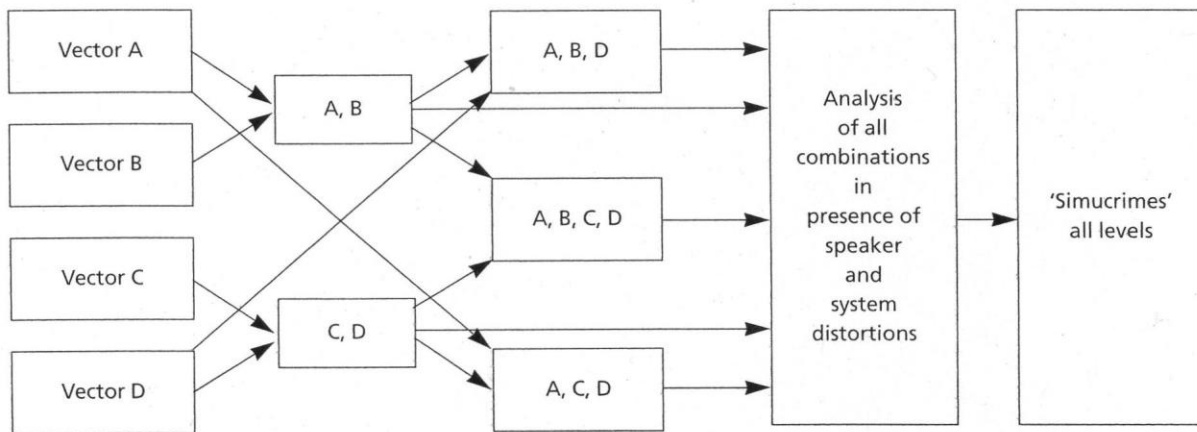 Vector A
Vector B
Vector C
Vector D
A, B
C, D
A, B, D
A, B, C, D
A, C, D
Analysis
of all
combinations
in
presence of
speaker
and
system
distortions
'Simucrimes'
all levels